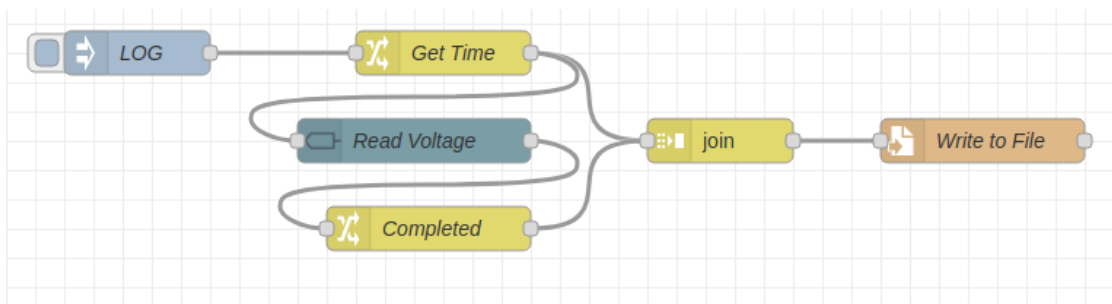 LOG
Get Time
Read Voltage
join
Write to File
Completed